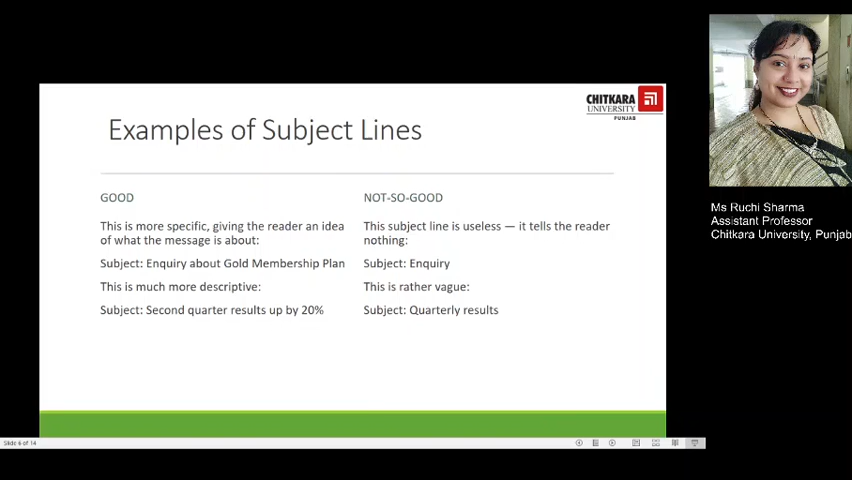 CHITKARA
UNIVERSITY
PUNJAB
Examples of Subject Lines
GOOD
This is more specific, giving the reader an idea
of what the message is about:
Subject: Enquiry about Gold Membership Plan
This is much more descriptive:
Subject: Second quarter results up by 20%
NOT-SO-GOOD
This subject line is useless — it tells the reader
nothing:
Subject: Enquiry
This is rather vague:
Subject: Quarterly results
Ms Ruchi Sharma
Assistant Professor
Chitkara University, Punjab
Slide 6 of 14